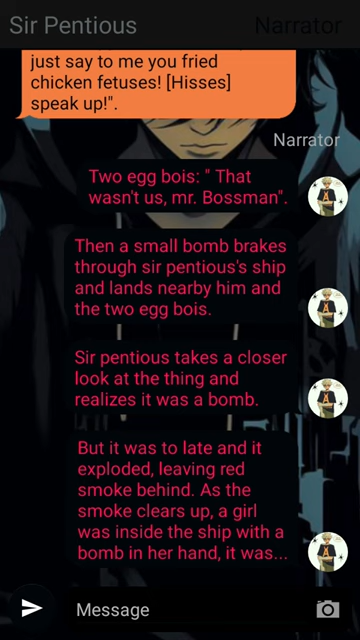 Sir Pentious
Narrator
just say to me you fried
chicken fetuses! [Hisses]
speak up!".
Narrator
Two egg bois: " That
wasn't us, mr. Bossman".
Then a small bomb brakes
through sir pentious's ship
and lands nearby him and
the two egg bois.
Sir pentious takes a closer
look at the thing and
realizes it was a bomb.
But it was to late and it
exploded, leaving red
smoke behind. As the
smoke clears up, a girl
was inside the ship with a
bomb in her hand, it was...
Message